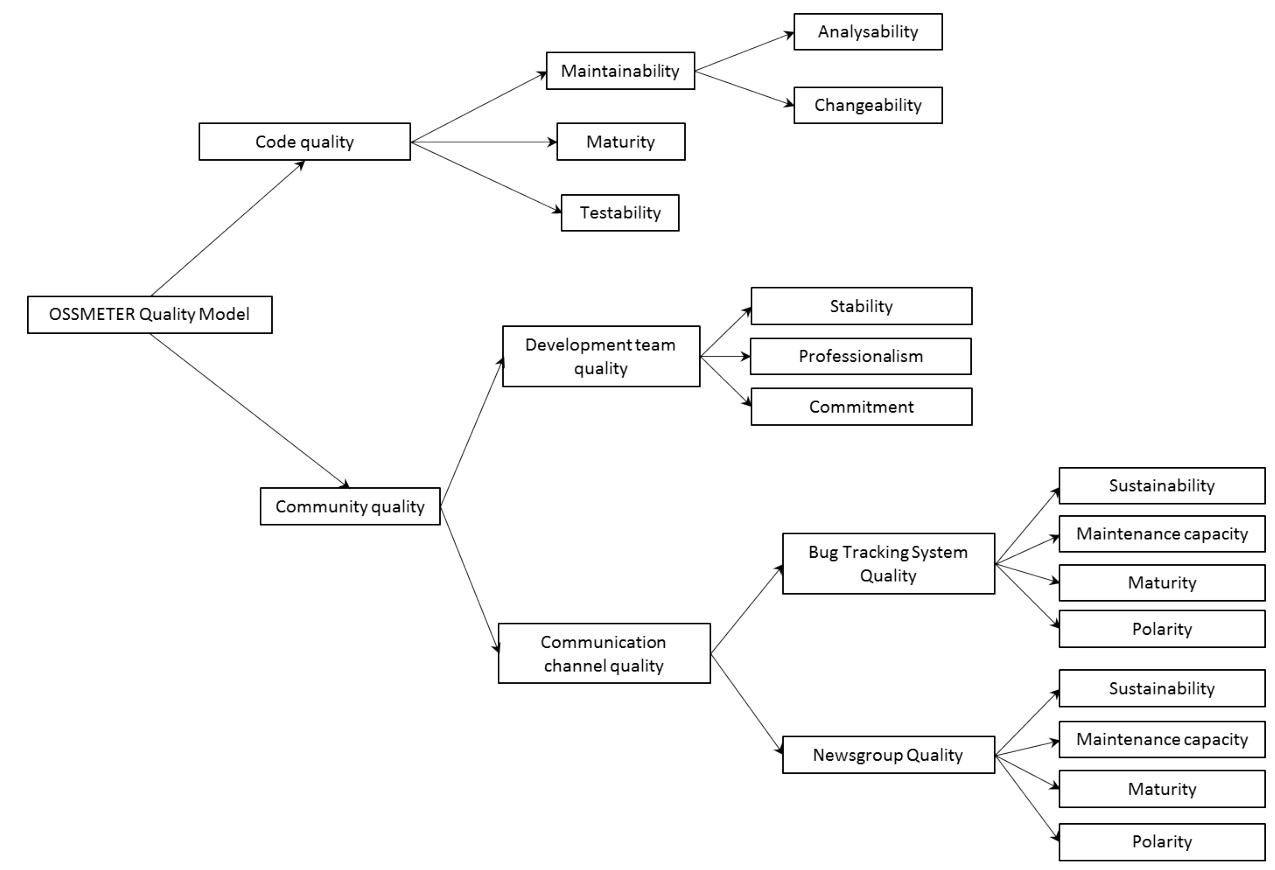 Analysability
Maintainability
Changeability
Code quality
Maturity
Testability
OSSMETER Quality Model
Stability
Development team
quality
Professionalism
Commitment
Community quality
Sustainability
Maintenance capacity
Bug Tracking System
Quality
Maturity
Polarity
Communication
channel quality
Sustainability
Maintenance capacity
Newsgroup Quality
Maturity
Polarity